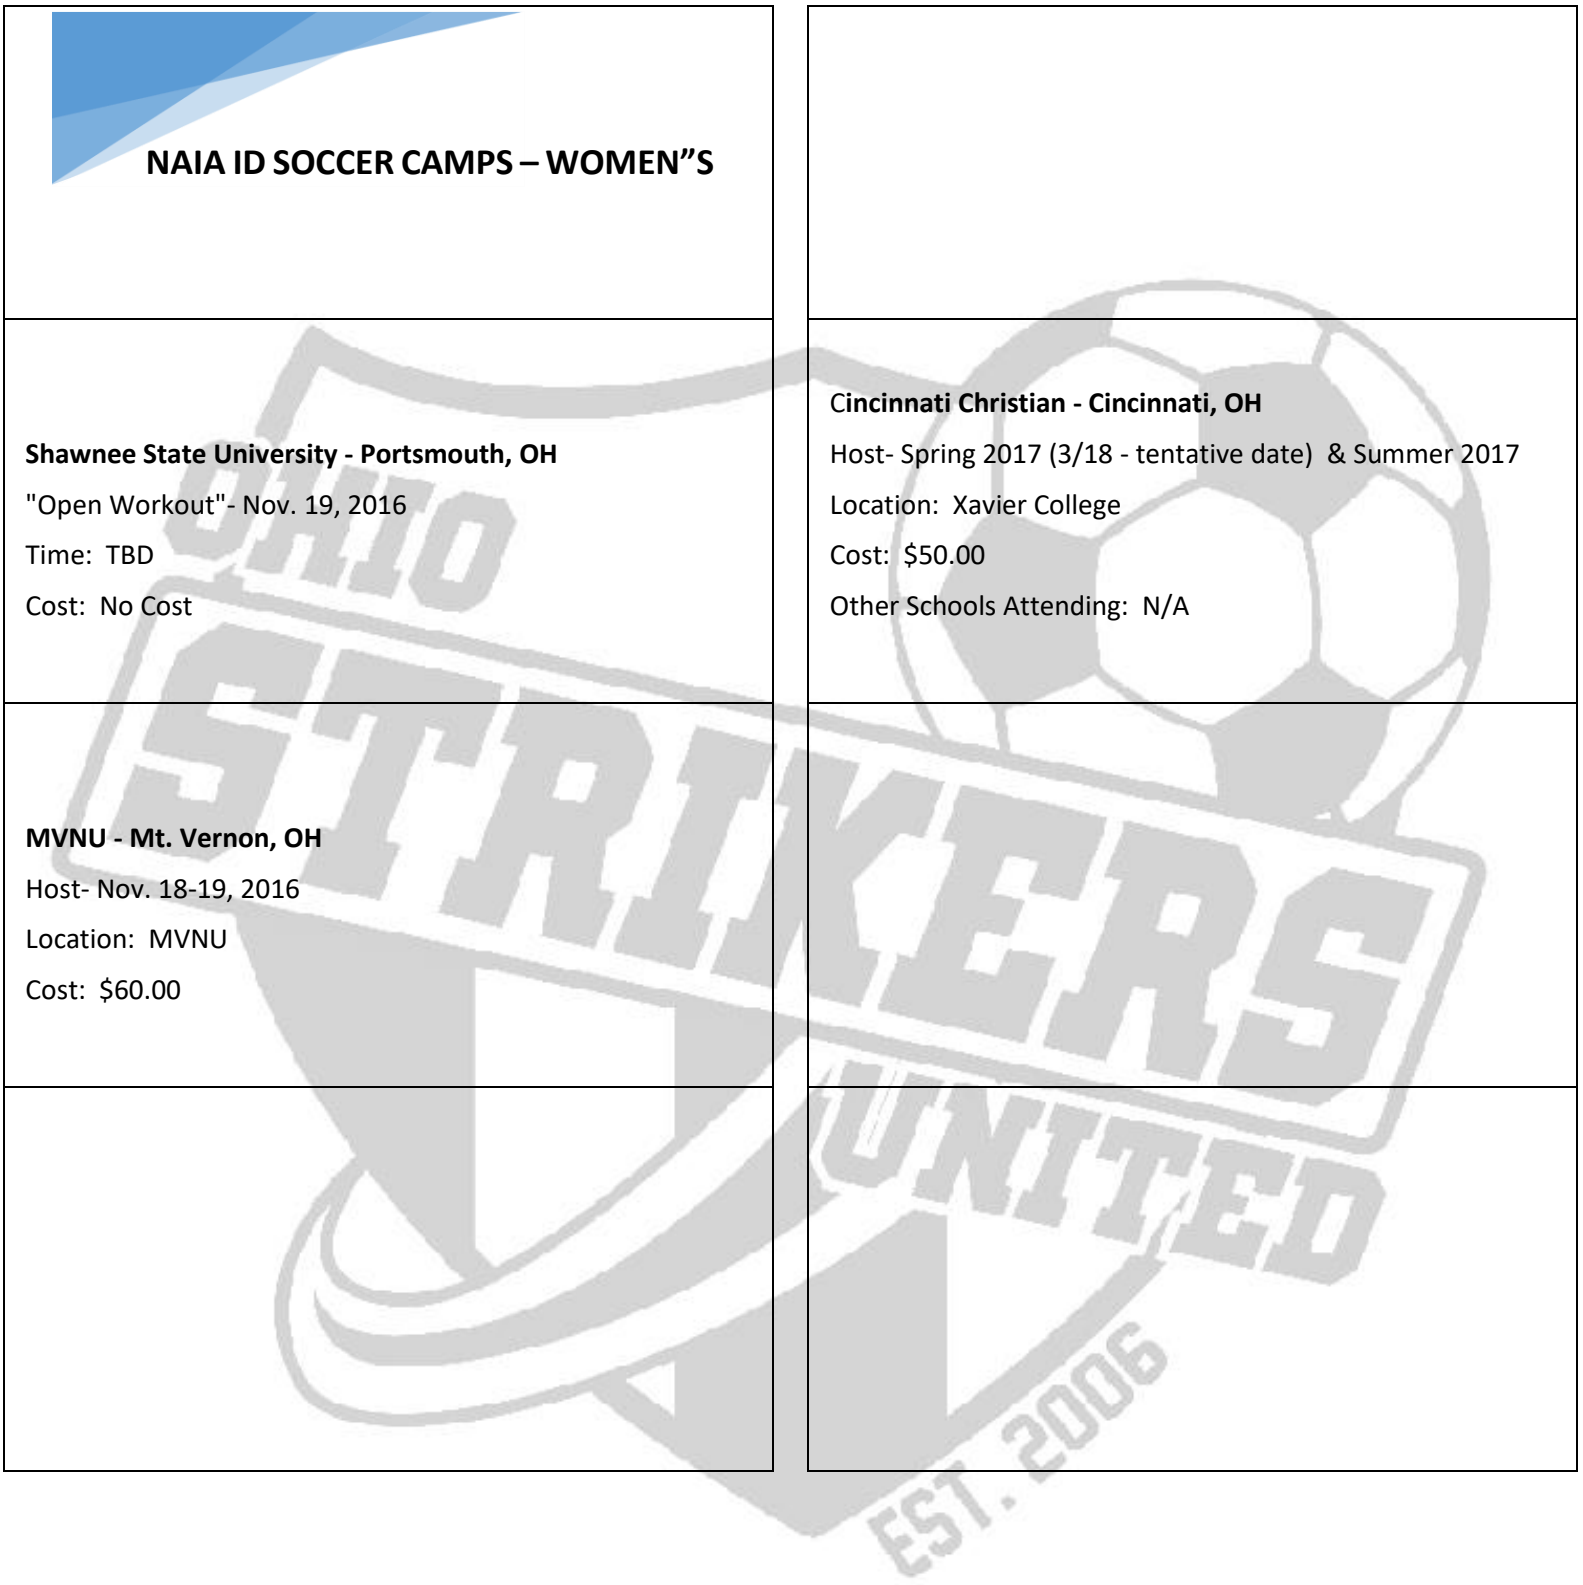 NAIA ID SOCCER CAMPS – WOMEN”S
Shawnee State University - Portsmouth, OH
"Open Workout"- Nov. 19, 2016
Time:  TBD
Cost:  No Cost
Cincinnati Christian - Cincinnati, OH
Host- Spring 2017 (3/18 - tentative date)  & Summer 2017
Location:  Xavier College
Cost:  $50.00
Other Schools Attending:  N/A
MVNU - Mt. Vernon, OH
Host- Nov. 18-19, 2016
Location:  MVNU
Cost:  $60.00
OHIO
STRIKERS
UNITED
EST. 2006